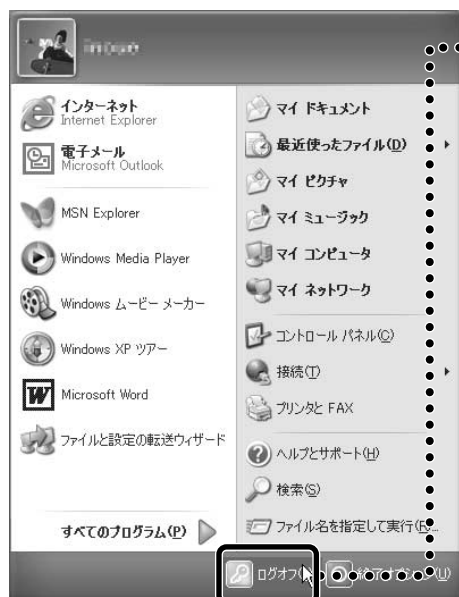 インターネット
Internet Explorer
電子メール
Microsoft Outlook
MSN Explorer
Windows Media Player
Windows ムービー メーカー
Windows XP ツアー
Microsoft Word
ファイルと設定の転送ウィザード
すべてのプログラム(P)
マイ ドキュメント
最近使ったファイル(D)
マイ ピクチャ
マイ ミュージック
マイ コンピュータ
マイ ネットワーク
コントロール パネル(C)
接続(T)
プリンタと FAX
ヘルプとサポート(H)
検索(S)
ファイル名を指定して実行(R)...
ログオフ